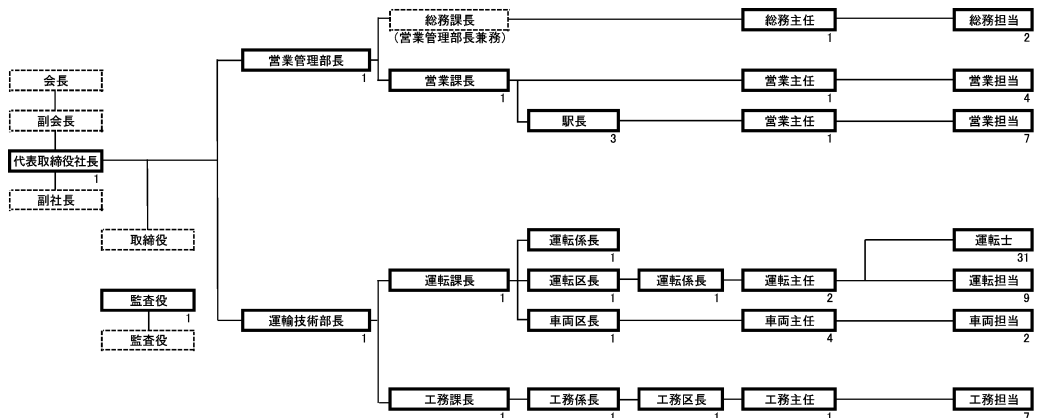 総務課長
(営業管理部長兼務)
総務主任
1
総務担当
2
営業管理部長
1
営業課長
1
営業主任
1
営業担当
4
駅長
3
営業主任
1
営業担当
7
会長
副会長
代表取締役社長
1
副社長
取締役
監査役
1
監査役
運輸技術部長
1
運転課長
1
運転係長
1
運転区長
1
運転係長
1
運転主任
2
運転士
31
運転担当
9
車両区長
1
車両主任
4
車両担当
2
工務課長
1
工務係長
1
工務区長
1
工務主任
1
工務担当
7